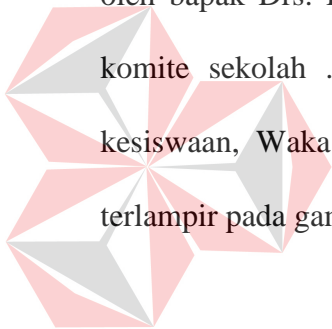 oleh bapak Drs.
komite sekolah .
kesiswaan, Waka
terlampir pada